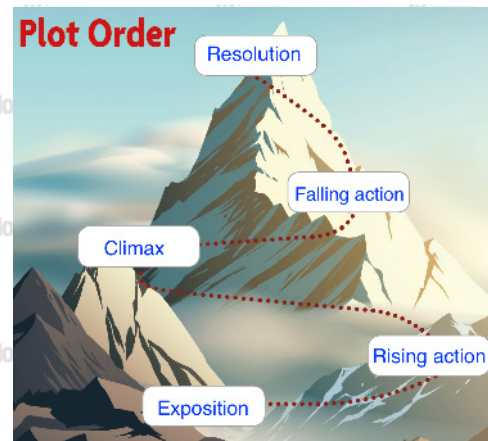 Plot Order
Resolution
Falling action
Climax
Rising action
Exposition